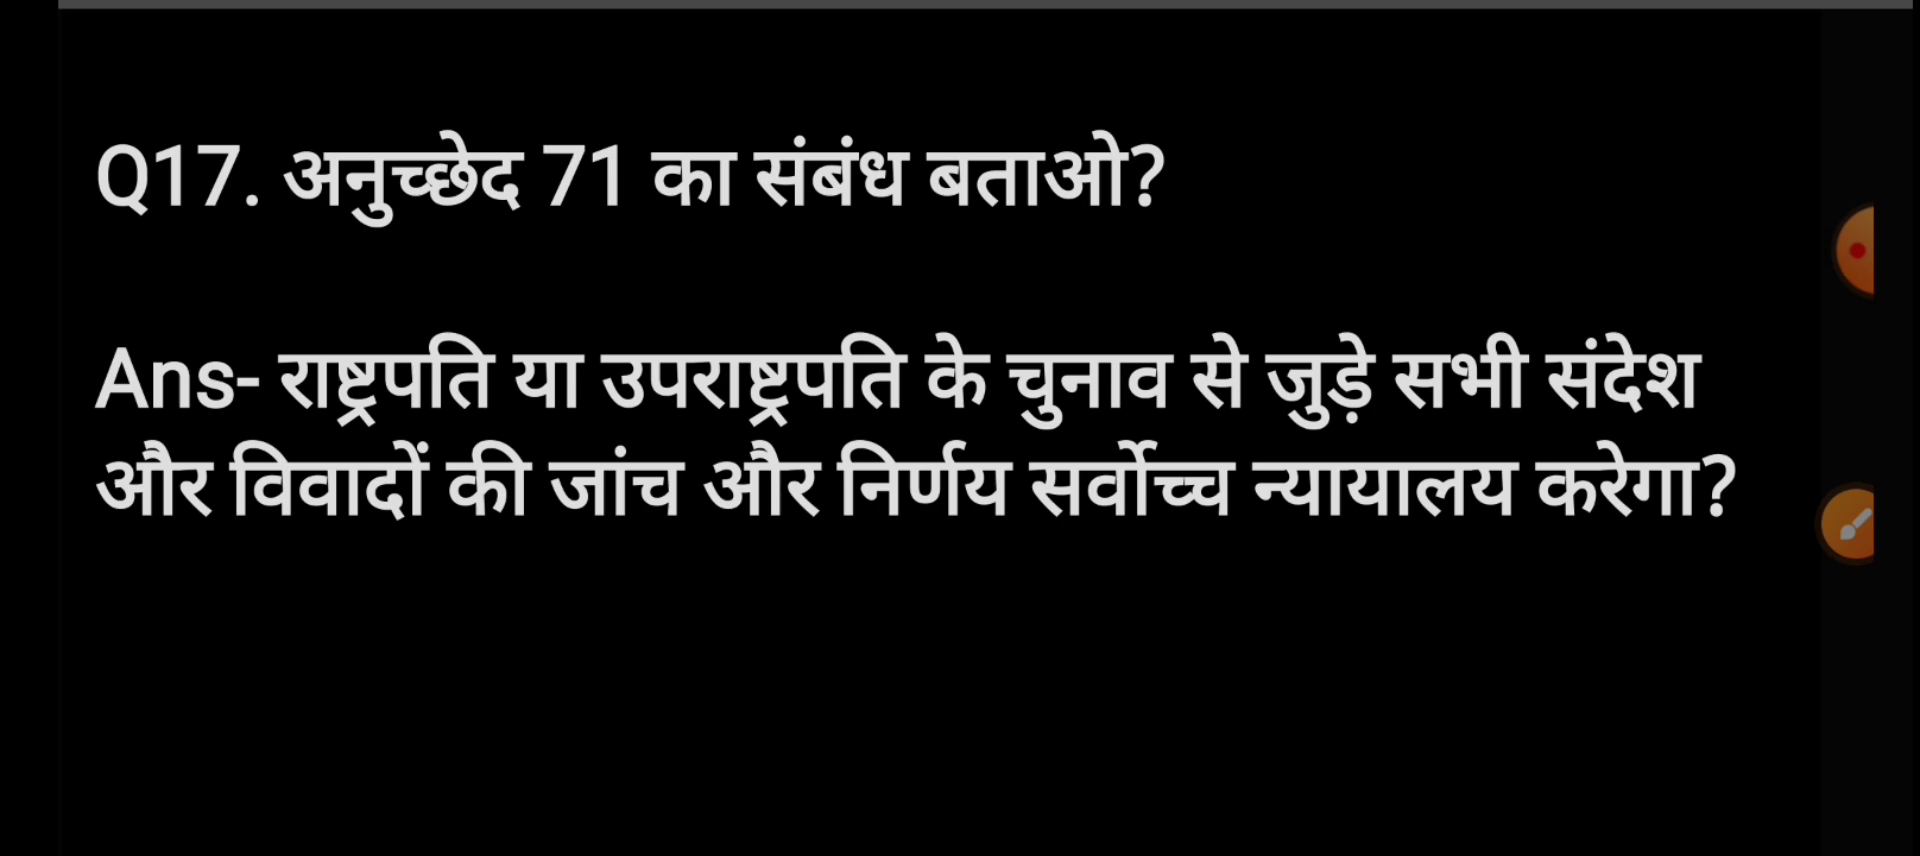 Q17. अनुच्छेद 71 का संबंध बताओ?
Ans- राष्ट्रपति या उपराष्ट्रपति के चुनाव से जुड़े सभी संदेश
और विवादों की जांच और निर्णय सर्वोच्च न्यायालय करेगा?